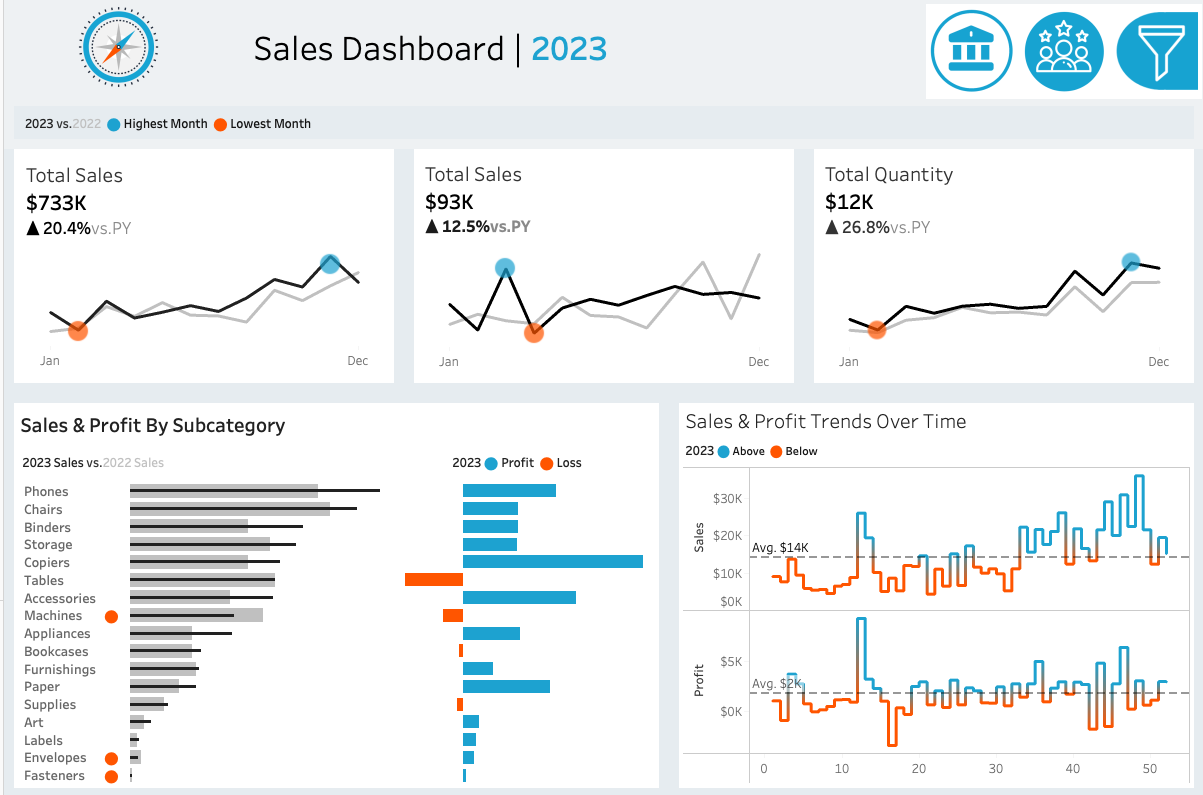 Sales Dashboard | 2023
2023 vs.2022 Highest Month Lowest Month
Total Sales
$733K
▲ 20.4%vs.PY
Jan Dec
Total Sales
$93K
▲ 12.5%vs.PY
Jan Dec
Total Quantity
$12K
▲ 26.8%vs.PY
Jan Dec
Sales & Profit By Subcategory
2023 Sales vs.2022 Sales
2023 Profit Loss
Phones
Chairs
Binders
Storage
Copiers
Tables
Accessories
Machines
Appliances
Bookcases
Furnishings
Paper
Supplies
Art
Labels
Envelopes
Fasteners
Sales & Profit Trends Over Time
2023 Above Below
Sales
$30K
$20K
$10K
$0K
Avg. $14K
Profit
$5K
$0K
Avg. $2K
0 10 20 30 40 50